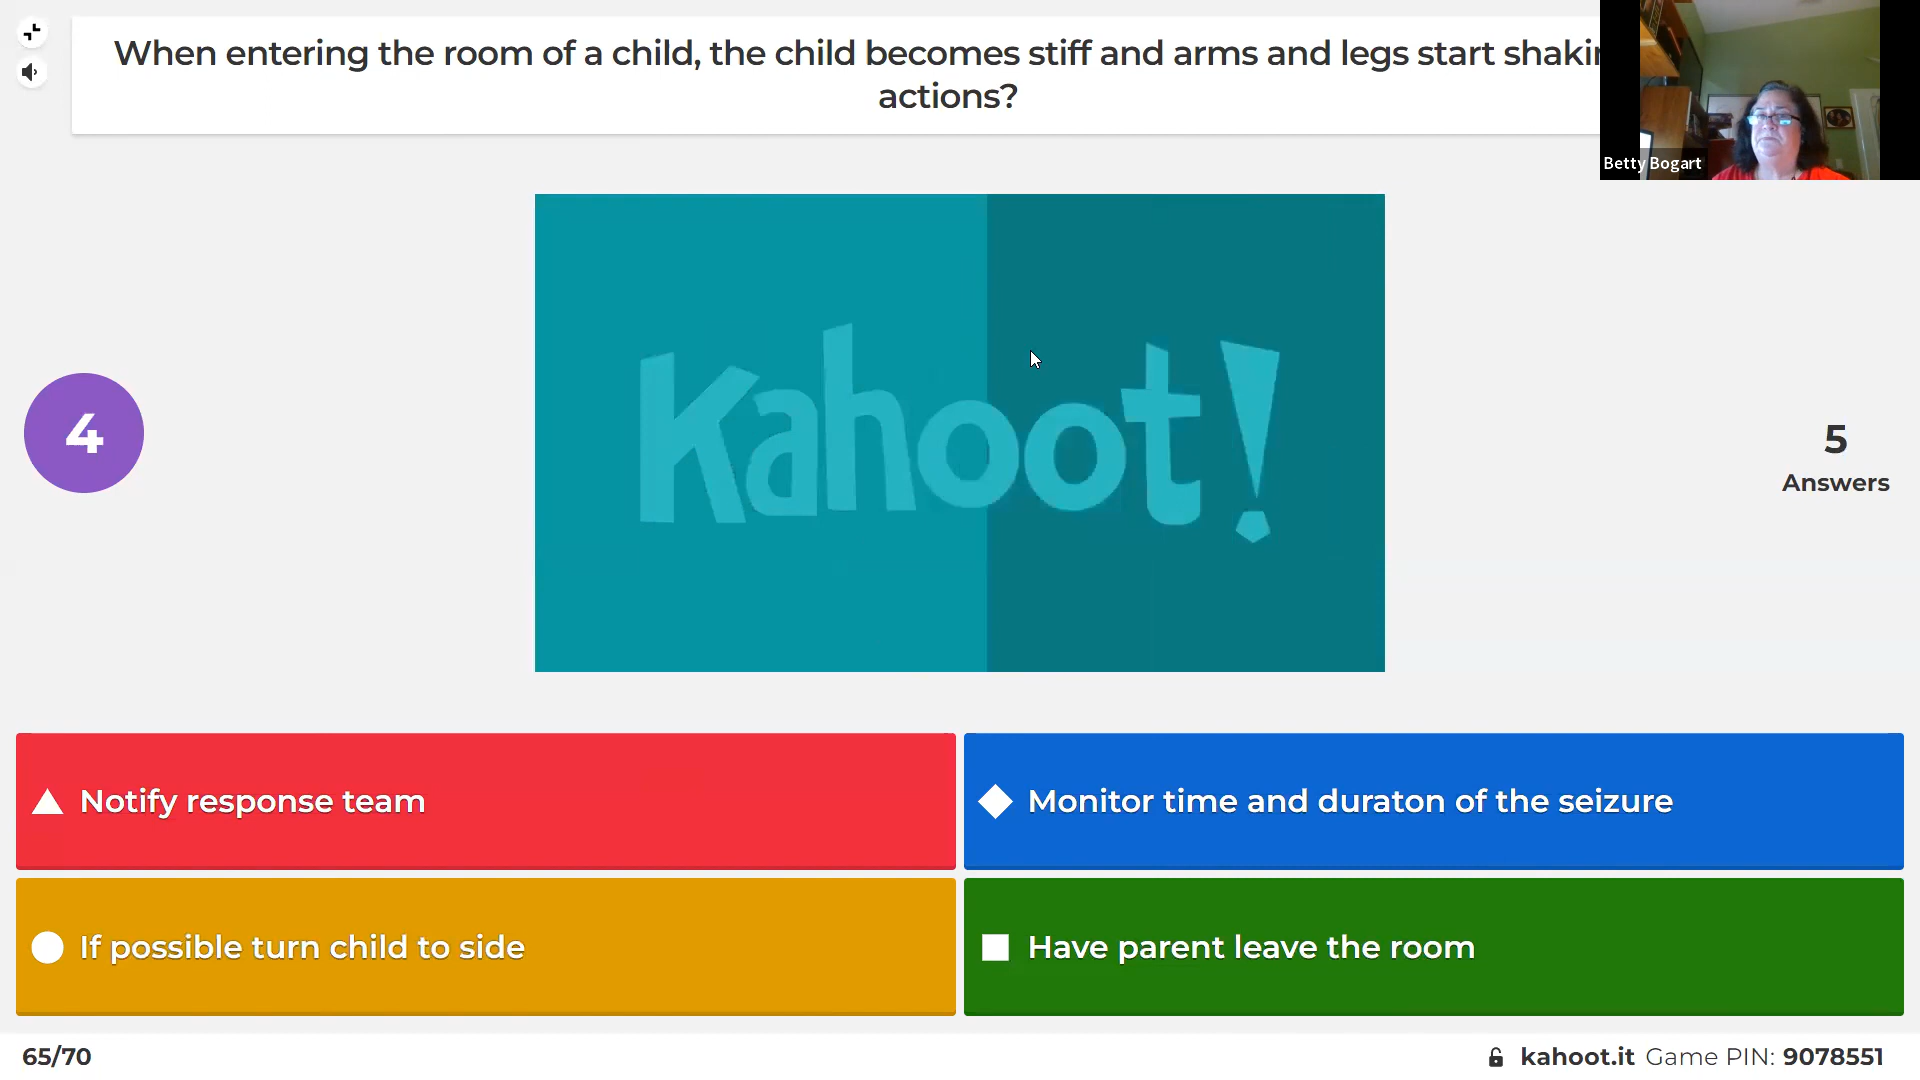 When entering the room of a child, the child becomes stiff and arms and legs start
actions?
Betty Bogart
Kahoot!
4
5
Answers
Notify response team
Monitor time and duraton of the seizure
If possible turn child to side
Have parent leave the room
65/70
kahoot.it Game PIN: 9078551